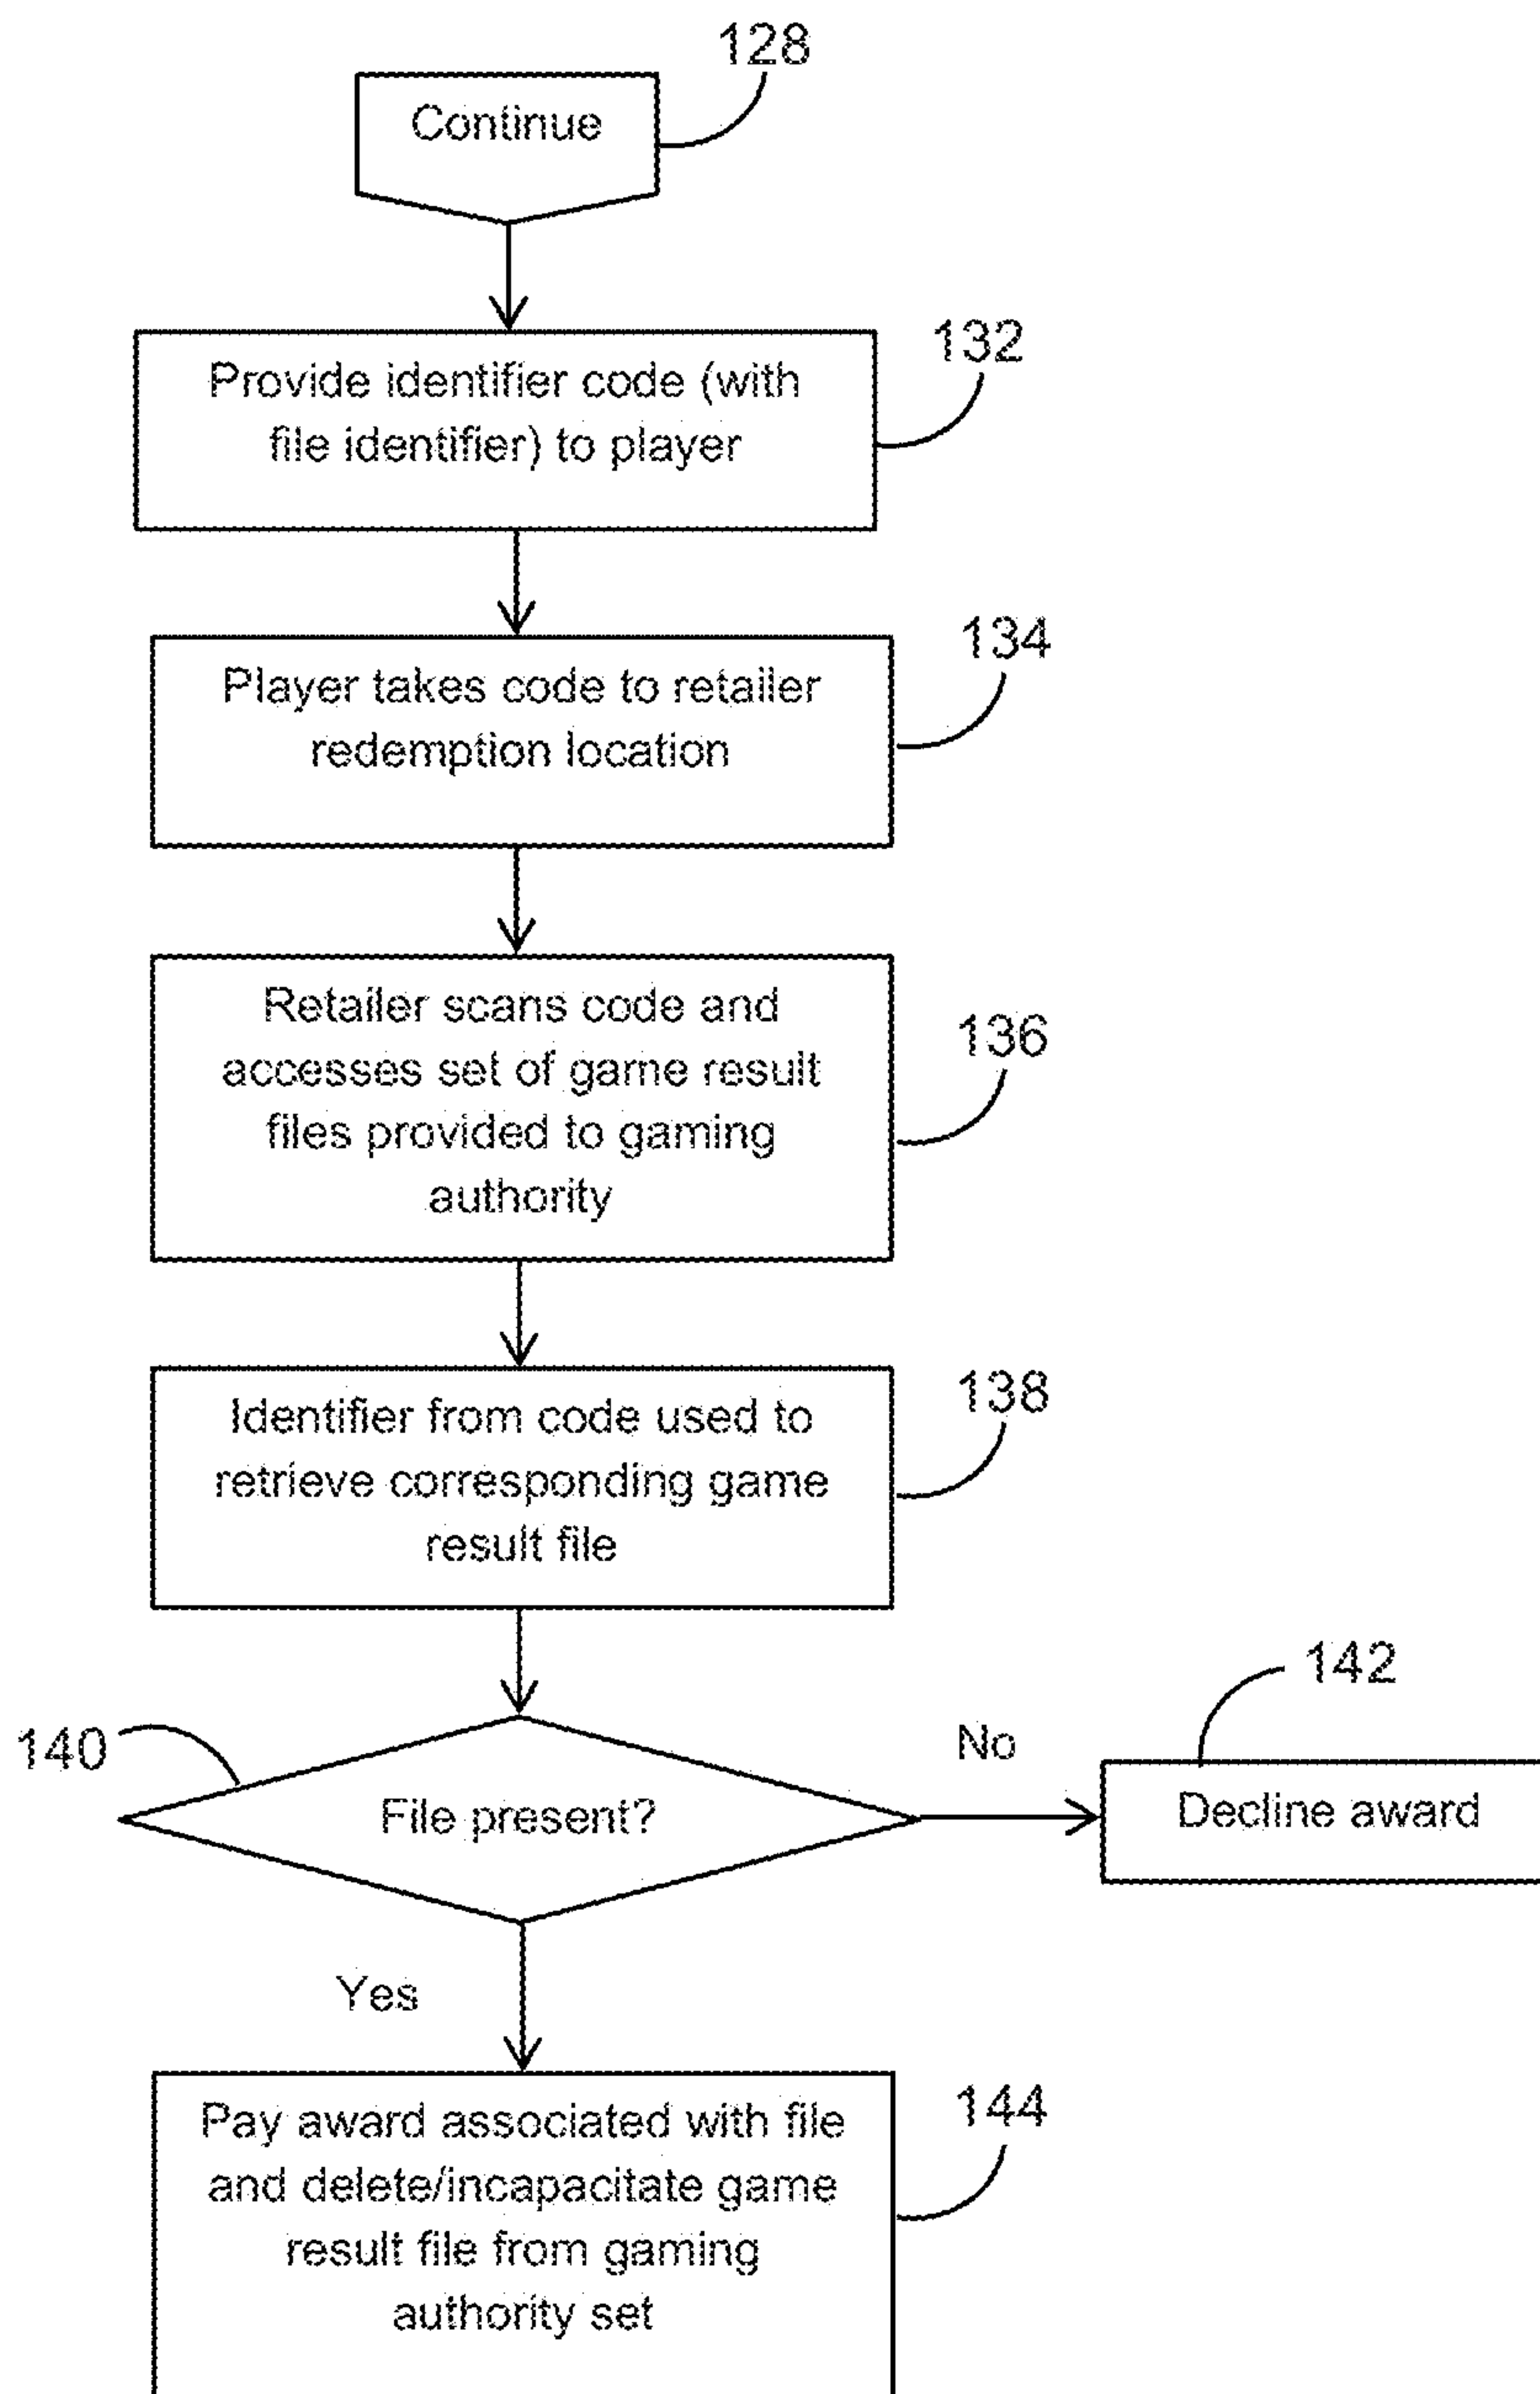 128
Continue
132
Provide identifier code (with
file identifier) to player
134
Player takes code to retailer
redemption location
Retailer scans code and
accesses set of game result
files provided to gaming
authority
136
Identifier from code used to
retrieve corresponding game
result file
138
140
File present?
No
142
Decline award
Yes
Pay award associated with file
and delete/incapacitate game
result file from gaming
authority set
144